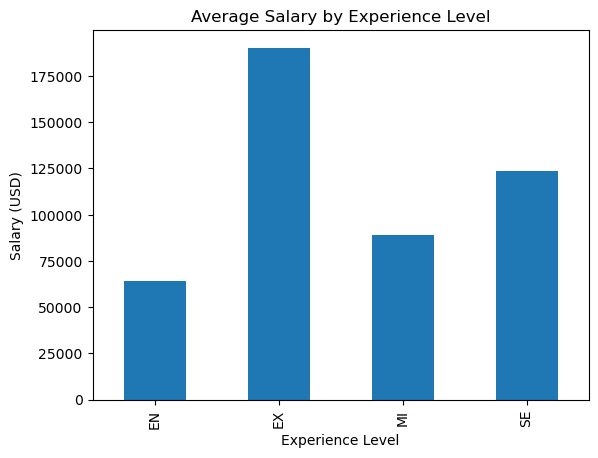 Average Salary by Experience Level
Salary (USD)
175000
150000
125000
100000
75000
50000
25000
0
EN
EX
MI
SE
Experience Level